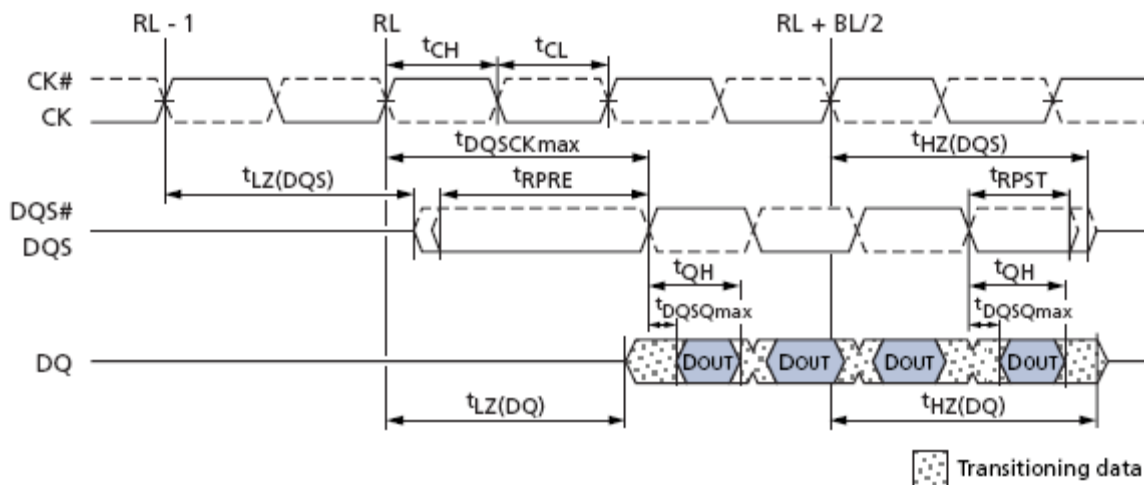 RL - 1
RL
RL + BL/2
tCH
tCL
CK#
CK
tDQSCKmax
tHZ(DQS)
tLZ(DQS)
tRPRE
tRPST
DQS#
DQS
tQH
tQH
tDQSQmax
tDQSQmax
DQ
DOUT
DOUT
DOUT
DOUT
tLZ(DQ)
tHZ(DQ)
Transitioning data